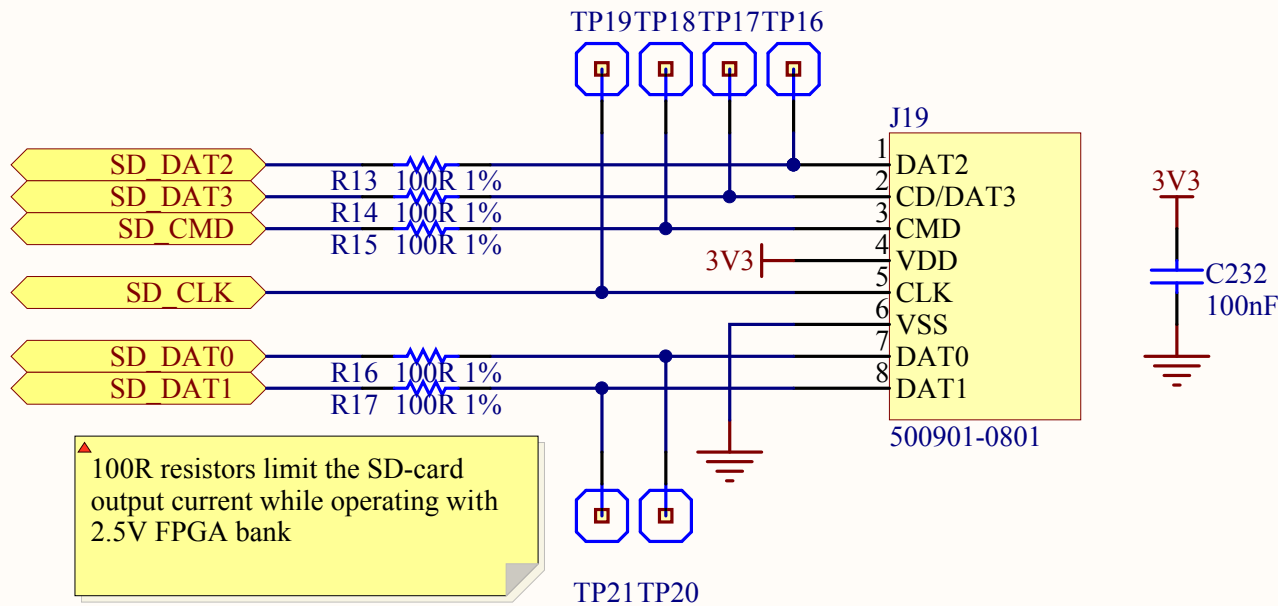 TP19 TP18 TP17 TP16
J19
SD_DAT2
1
DAT2
R13 100R 1%
SD_DAT3
2
CD/DAT3
R14 100R 1%
SD_CMD
3
CMD
R15 100R 1%
3V3
4
VDD
SD_CLK
5
CLK
6
VSS
SD_DAT0
7
DAT0
R16 100R 1%
SD_DAT1
8
DAT1
R17 100R 1%
500901-0801
3V3
C232
100nF
100R resistors limit the SD-card
output current while operating with
2.5V FPGA bank
TP21 TP20